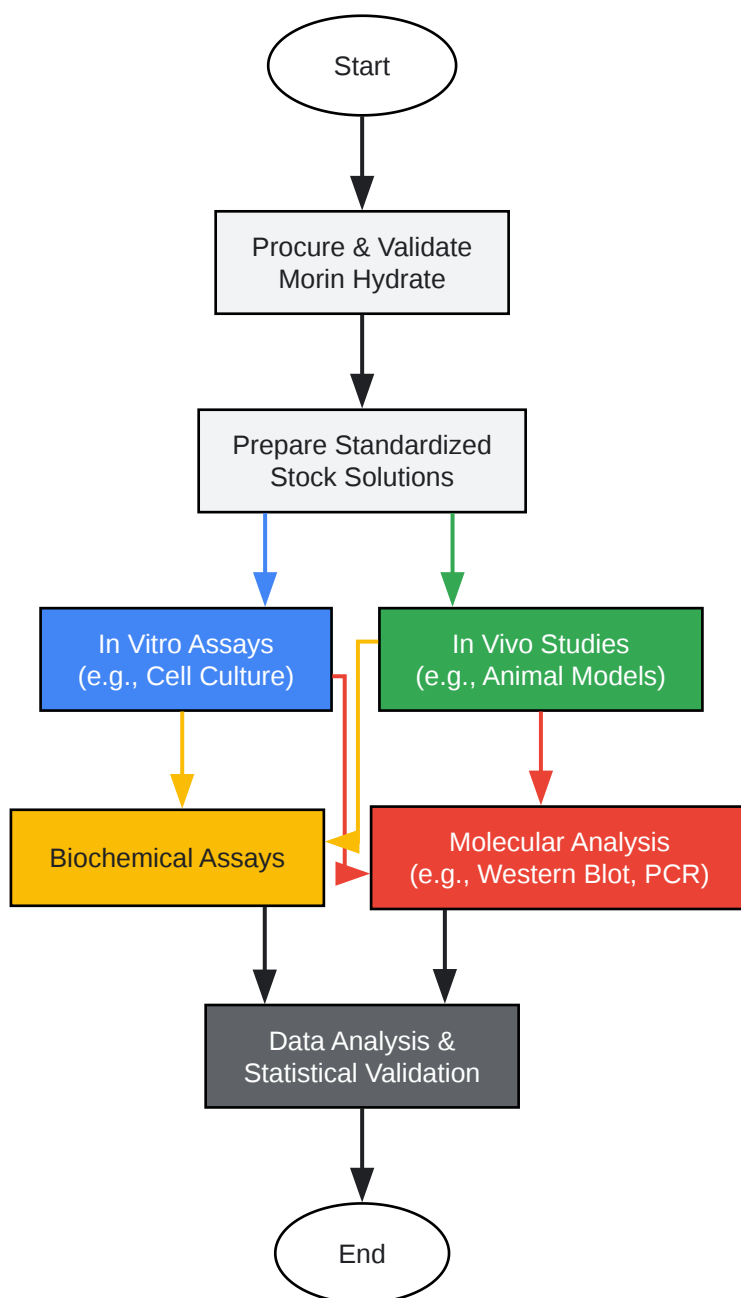 Start
Procure & Validate
Morin Hydrate
Prepare Standardized
Stock Solutions
In Vitro Assays
(e.g., Cell Culture)
In Vivo Studies
(e.g., Animal Models)
Biochemical Assays
Molecular Analysis
(e.g., Western Blot, PCR)
Data Analysis &
Statistical Validation
End